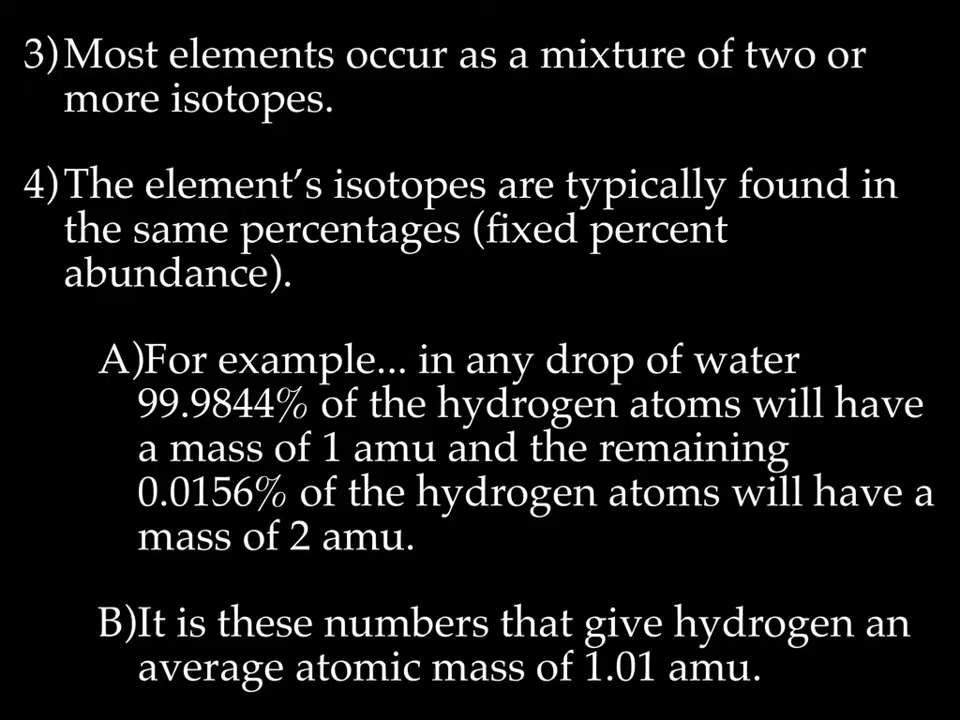 3) Most elements occur as a mixture of two or
more isotopes.
4) The element’s isotopes are typically found in
the same percentages (fixed percent
abundance).
A)For example... in any drop of water
99.9844% of the hydrogen atoms will have
a mass of 1 amu and the remaining
0.0156% of the hydrogen atoms will have a
mass of 2 amu.
B)It is these numbers that give hydrogen an
average atomic mass of 1.01 amu.